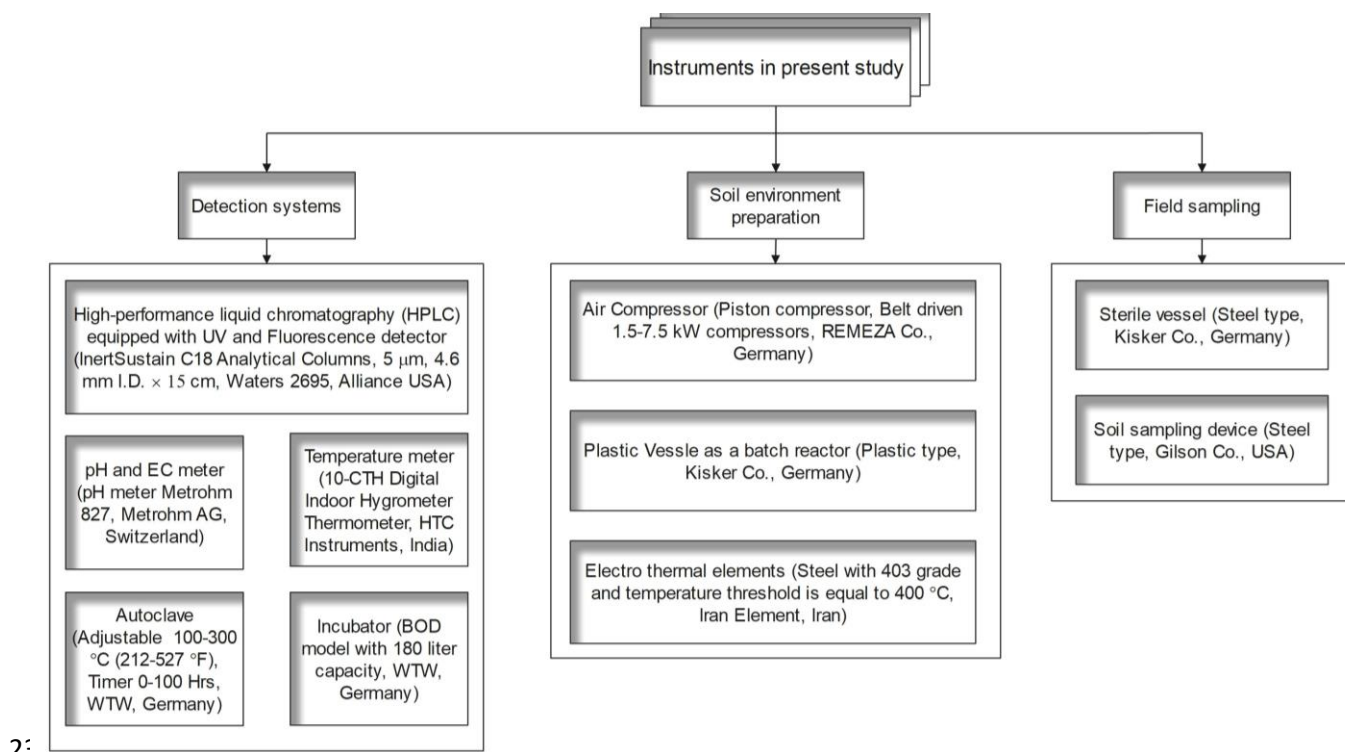 Instruments in present study
Detection systems
Soil environment
preparation
Field sampling
High-performance liquid chromatography (HPLC)
equipped with UV and Fluorescence detector
(InertSustain C18 Analytical Columns, 5 μm, 4.6
mm I.D. × 15 cm, Waters 2695, Alliance USA)
pH and EC meter
(pH meter Metrohm
827, Metrohm AG,
Switzerland)
Temperature meter
(10-CTH Digital
Indoor Hygrometer
Thermometer, HTC
Instruments, India)
Autoclave
(Adjustable 100-300
°C (212-527 °F),
Timer 0-100 Hrs,
WTW, Germany)
Incubator (BOD
model with 180 liter
capacity, WTW,
Germany)
Air Compressor (Piston compressor, Belt driven
1.5-7.5 kW compressors, REMEZA Co.,
Germany)
Plastic Vessle as a batch reactor (Plastic type,
Kisker Co., Germany)
Electro thermal elements (Steel with 403 grade
and temperature threshold is equal to 400 °C,
Iran Element, Iran)
Sterile vessel (Steel type,
Kisker Co., Germany)
Soil sampling device (Steel
type, Gilson Co., USA)